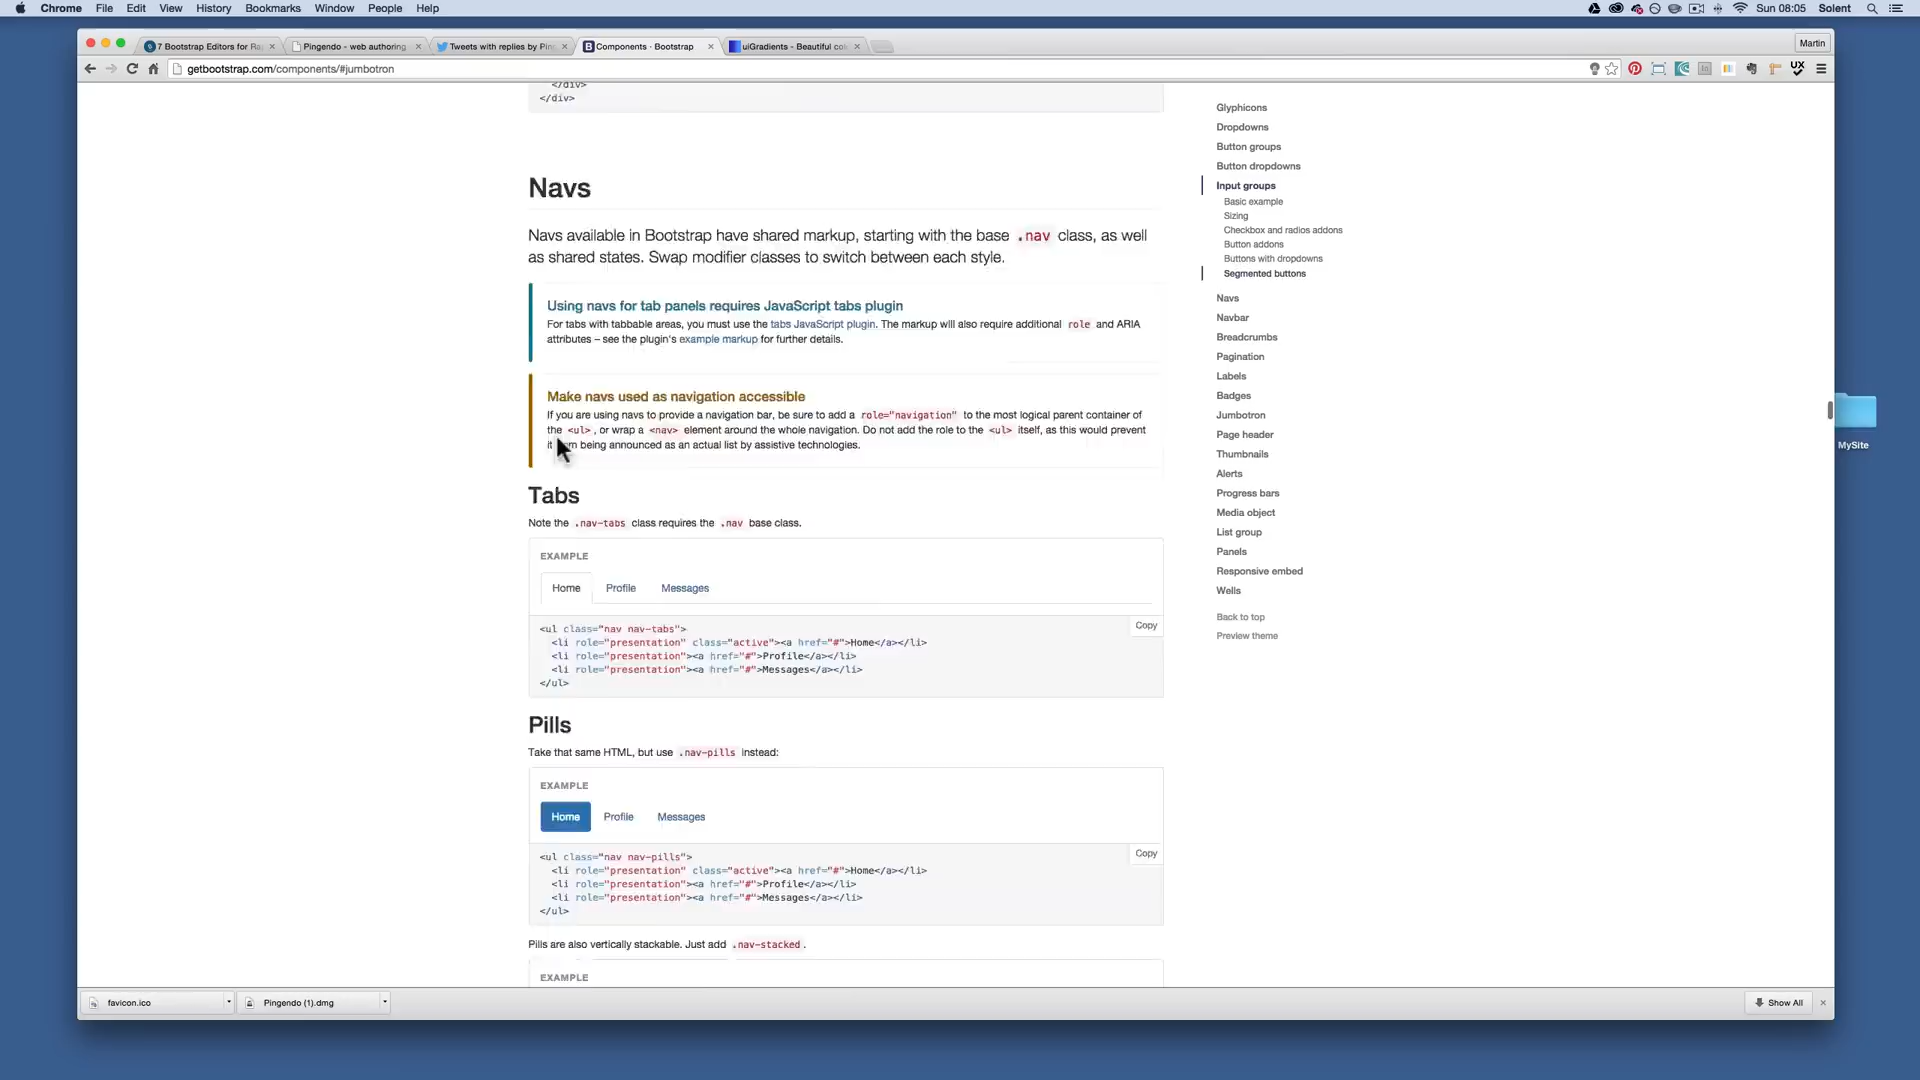 Chrome File Edit View History Bookmarks Window People Help Sun 08:05 Solent
7 Bootstrap Editors for Ra
Pingendo - web authoring
Tweets with replies by Pin
Components · Bootstrap
uiGradients - Beautiful col
Martin
getbootstrap.com/components/#jumbotron
</div>
</div>
Navs
Navs available in Bootstrap have shared markup, starting with the base .nav class, as well
as shared states. Swap modifier classes to switch between each style.
Using navs for tab panels requires JavaScript tabs plugin
For tabs with tabbable areas, you must use the tabs JavaScript plugin. The markup will also require additional role and ARIA
attributes – see the plugin's example markup for further details.
Make navs used as navigation accessible
If you are using navs to provide a navigation bar, be sure to add a role="navigation" to the most logical parent container of
the <ul>, or wrap a <nav> element around the whole navigation. Do not add the role to the <ul> itself, as this would prevent
it from being announced as an actual list by assistive technologies.
Tabs
Note the .nav-tabs class requires the .nav base class.
EXAMPLE
Home Profile Messages
Copy
<ul class="nav nav-tabs">
<li role="presentation" class="active"><a href="#">Home</a></li>
<li role="presentation"><a href="#">Profile</a></li>
<li role="presentation"><a href="#">Messages</a></li>
</ul>
Pills
Take that same HTML, but use .nav-pills instead:
EXAMPLE
Home Profile Messages
Copy
<ul class="nav nav-pills">
<li role="presentation" class="active"><a href="#">Home</a></li>
<li role="presentation"><a href="#">Profile</a></li>
<li role="presentation"><a href="#">Messages</a></li>
</ul>
Pills are also vertically stackable. Just add .nav-stacked.
EXAMPLE
Glyphicons
Dropdowns
Button groups
Button dropdowns
Input groups
Basic example
Sizing
Checkbox and radios addons
Button addons
Buttons with dropdowns
Segmented buttons
Navs
Navbar
Breadcrumbs
Pagination
Labels
Badges
Jumbotron
Page header
Thumbnails
Alerts
Progress bars
Media object
List group
Panels
Responsive embed
Wells
Back to top
Preview theme
MySite
favicon.ico
Pingendo (1).dmg
Show All